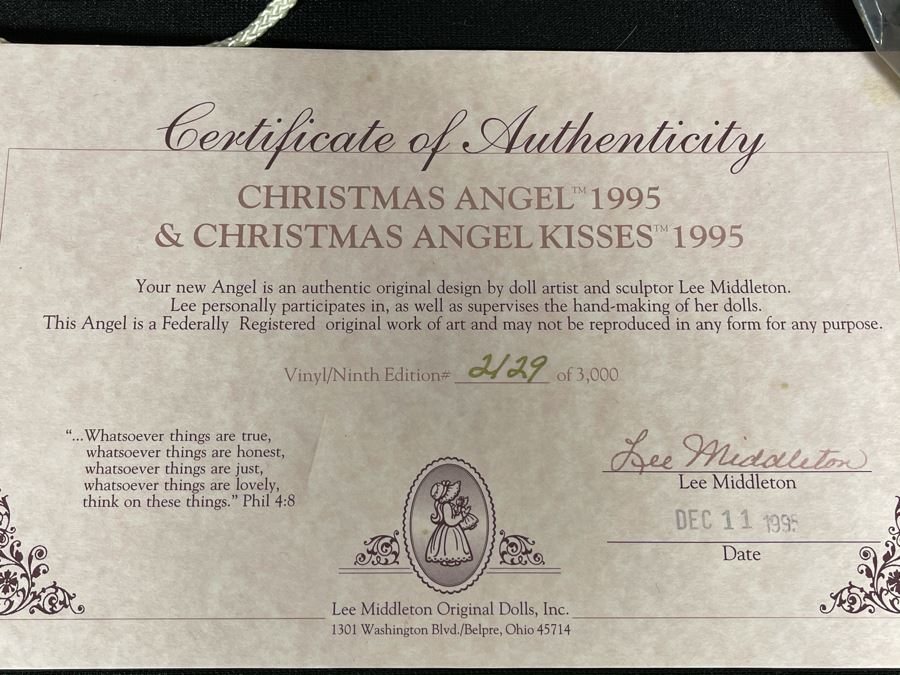 Certificate of Authenticity
CHRISTMAS ANGEL™ 1995
& CHRISTMAS ANGEL KISSES™ 1995
Your new Angel is an authentic original design by doll artist and sculptor Lee Middleton.
Lee personally participates in, as well as supervises the hand-making of her dolls.
This Angel is a Federally Registered original work of art and may not be reproduced in any form for any purpose.
Vinyl/Ninth Edition# 2129 of 3,000
"...Whatsoever things are true,
whatsoever things are honest,
whatsoever things are just,
whatsoever things are lovely,
think on these things." Phil 4:8
Lee Middleton
Lee Middleton
DEC 11 1995
Date
Lee Middleton Original Dolls, Inc.
1301 Washington Blvd./Belpre, Ohio 45714